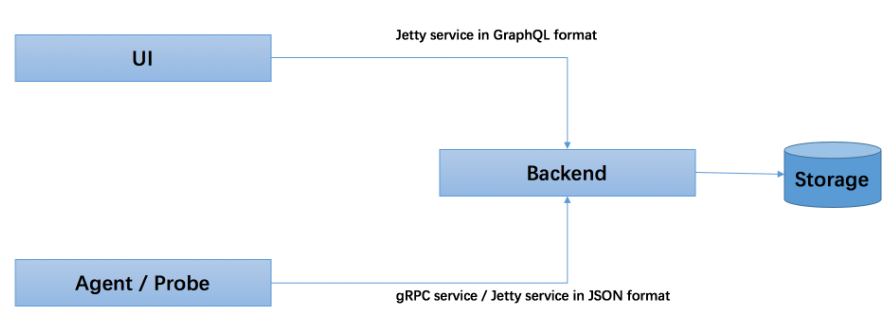 Jetty service in GraphQL format
UI
Backend
Storage
Agent / Probe
gRPC service / Jetty service in JSON format